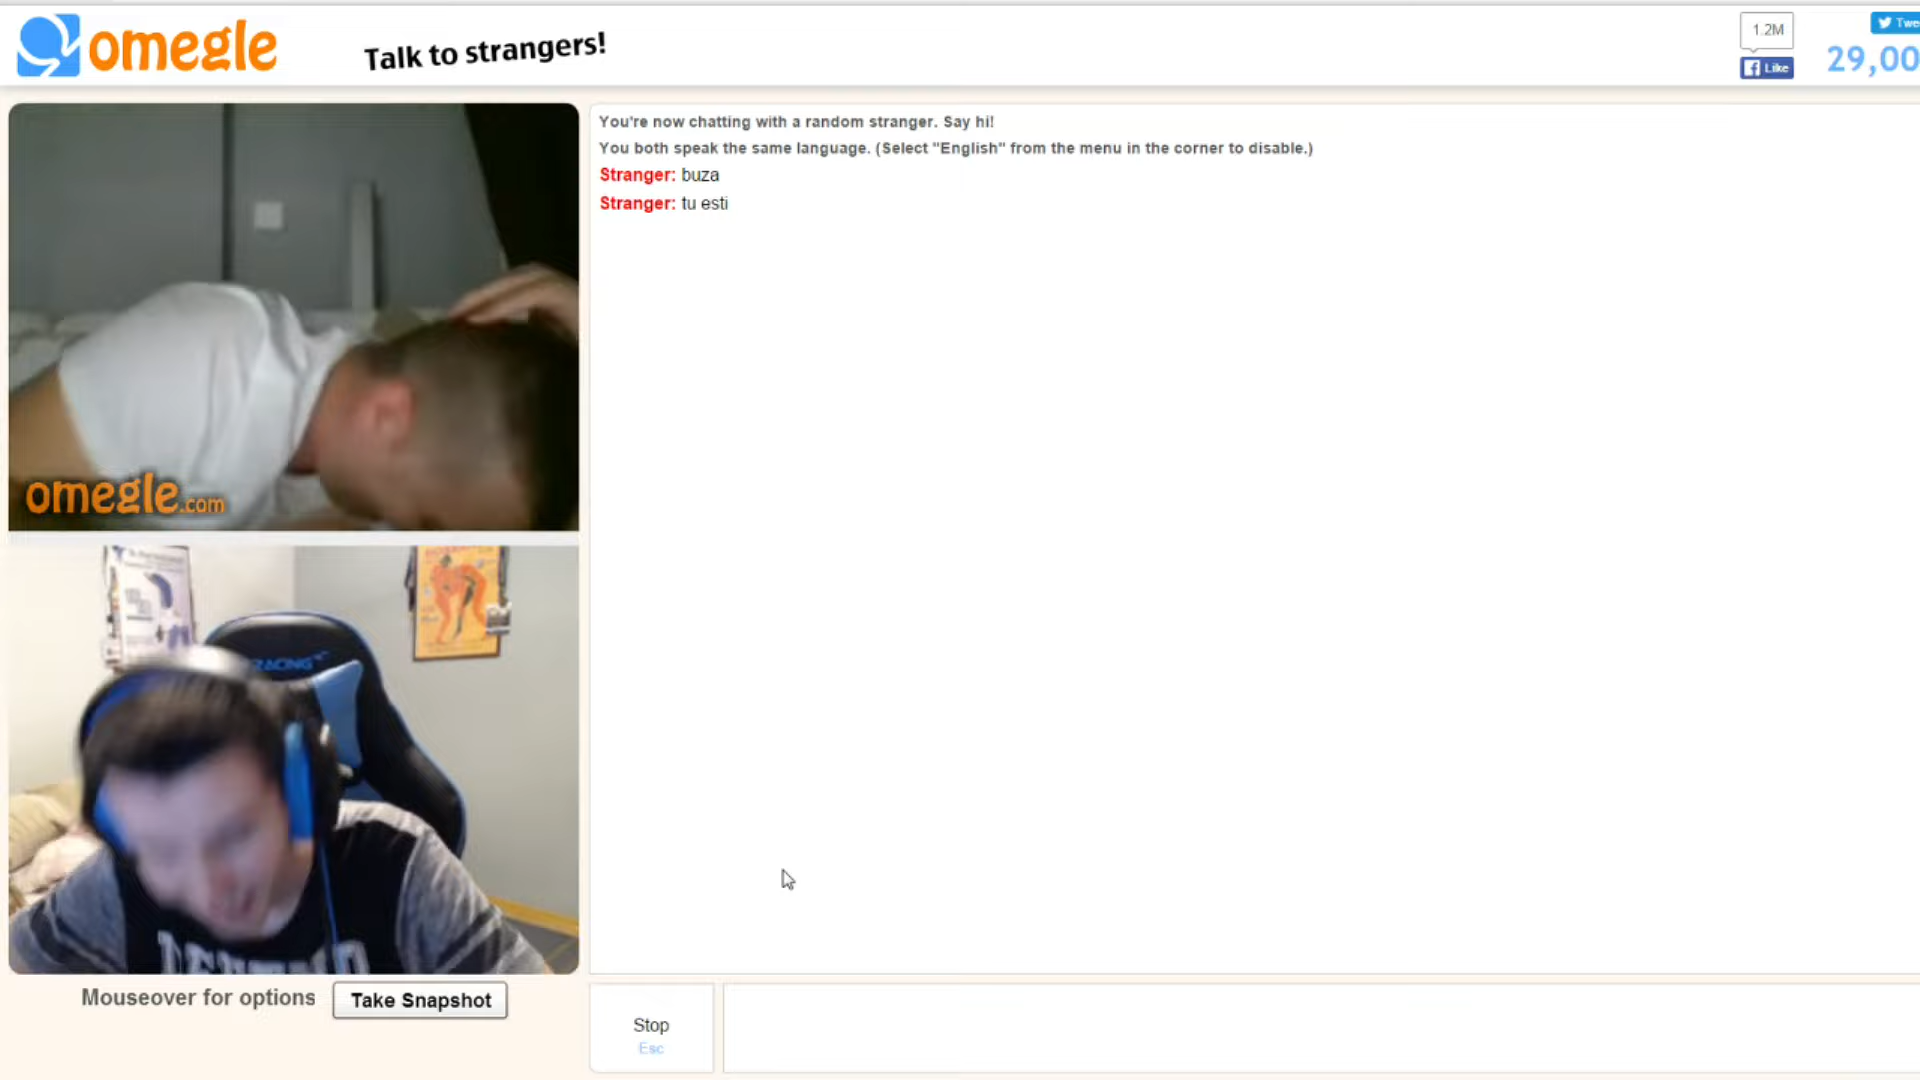 omegle
Talk to strangers!
1.2M
Like
Twe
29,00
You're now chatting with a random stranger. Say hi!
You both speak the same language. (Select "English" from the menu in the corner to disable.)
Stranger: buza
Stranger: tu esti
omegle.com
RACING
Mouseover for options
Take Snapshot
Stop
Esc